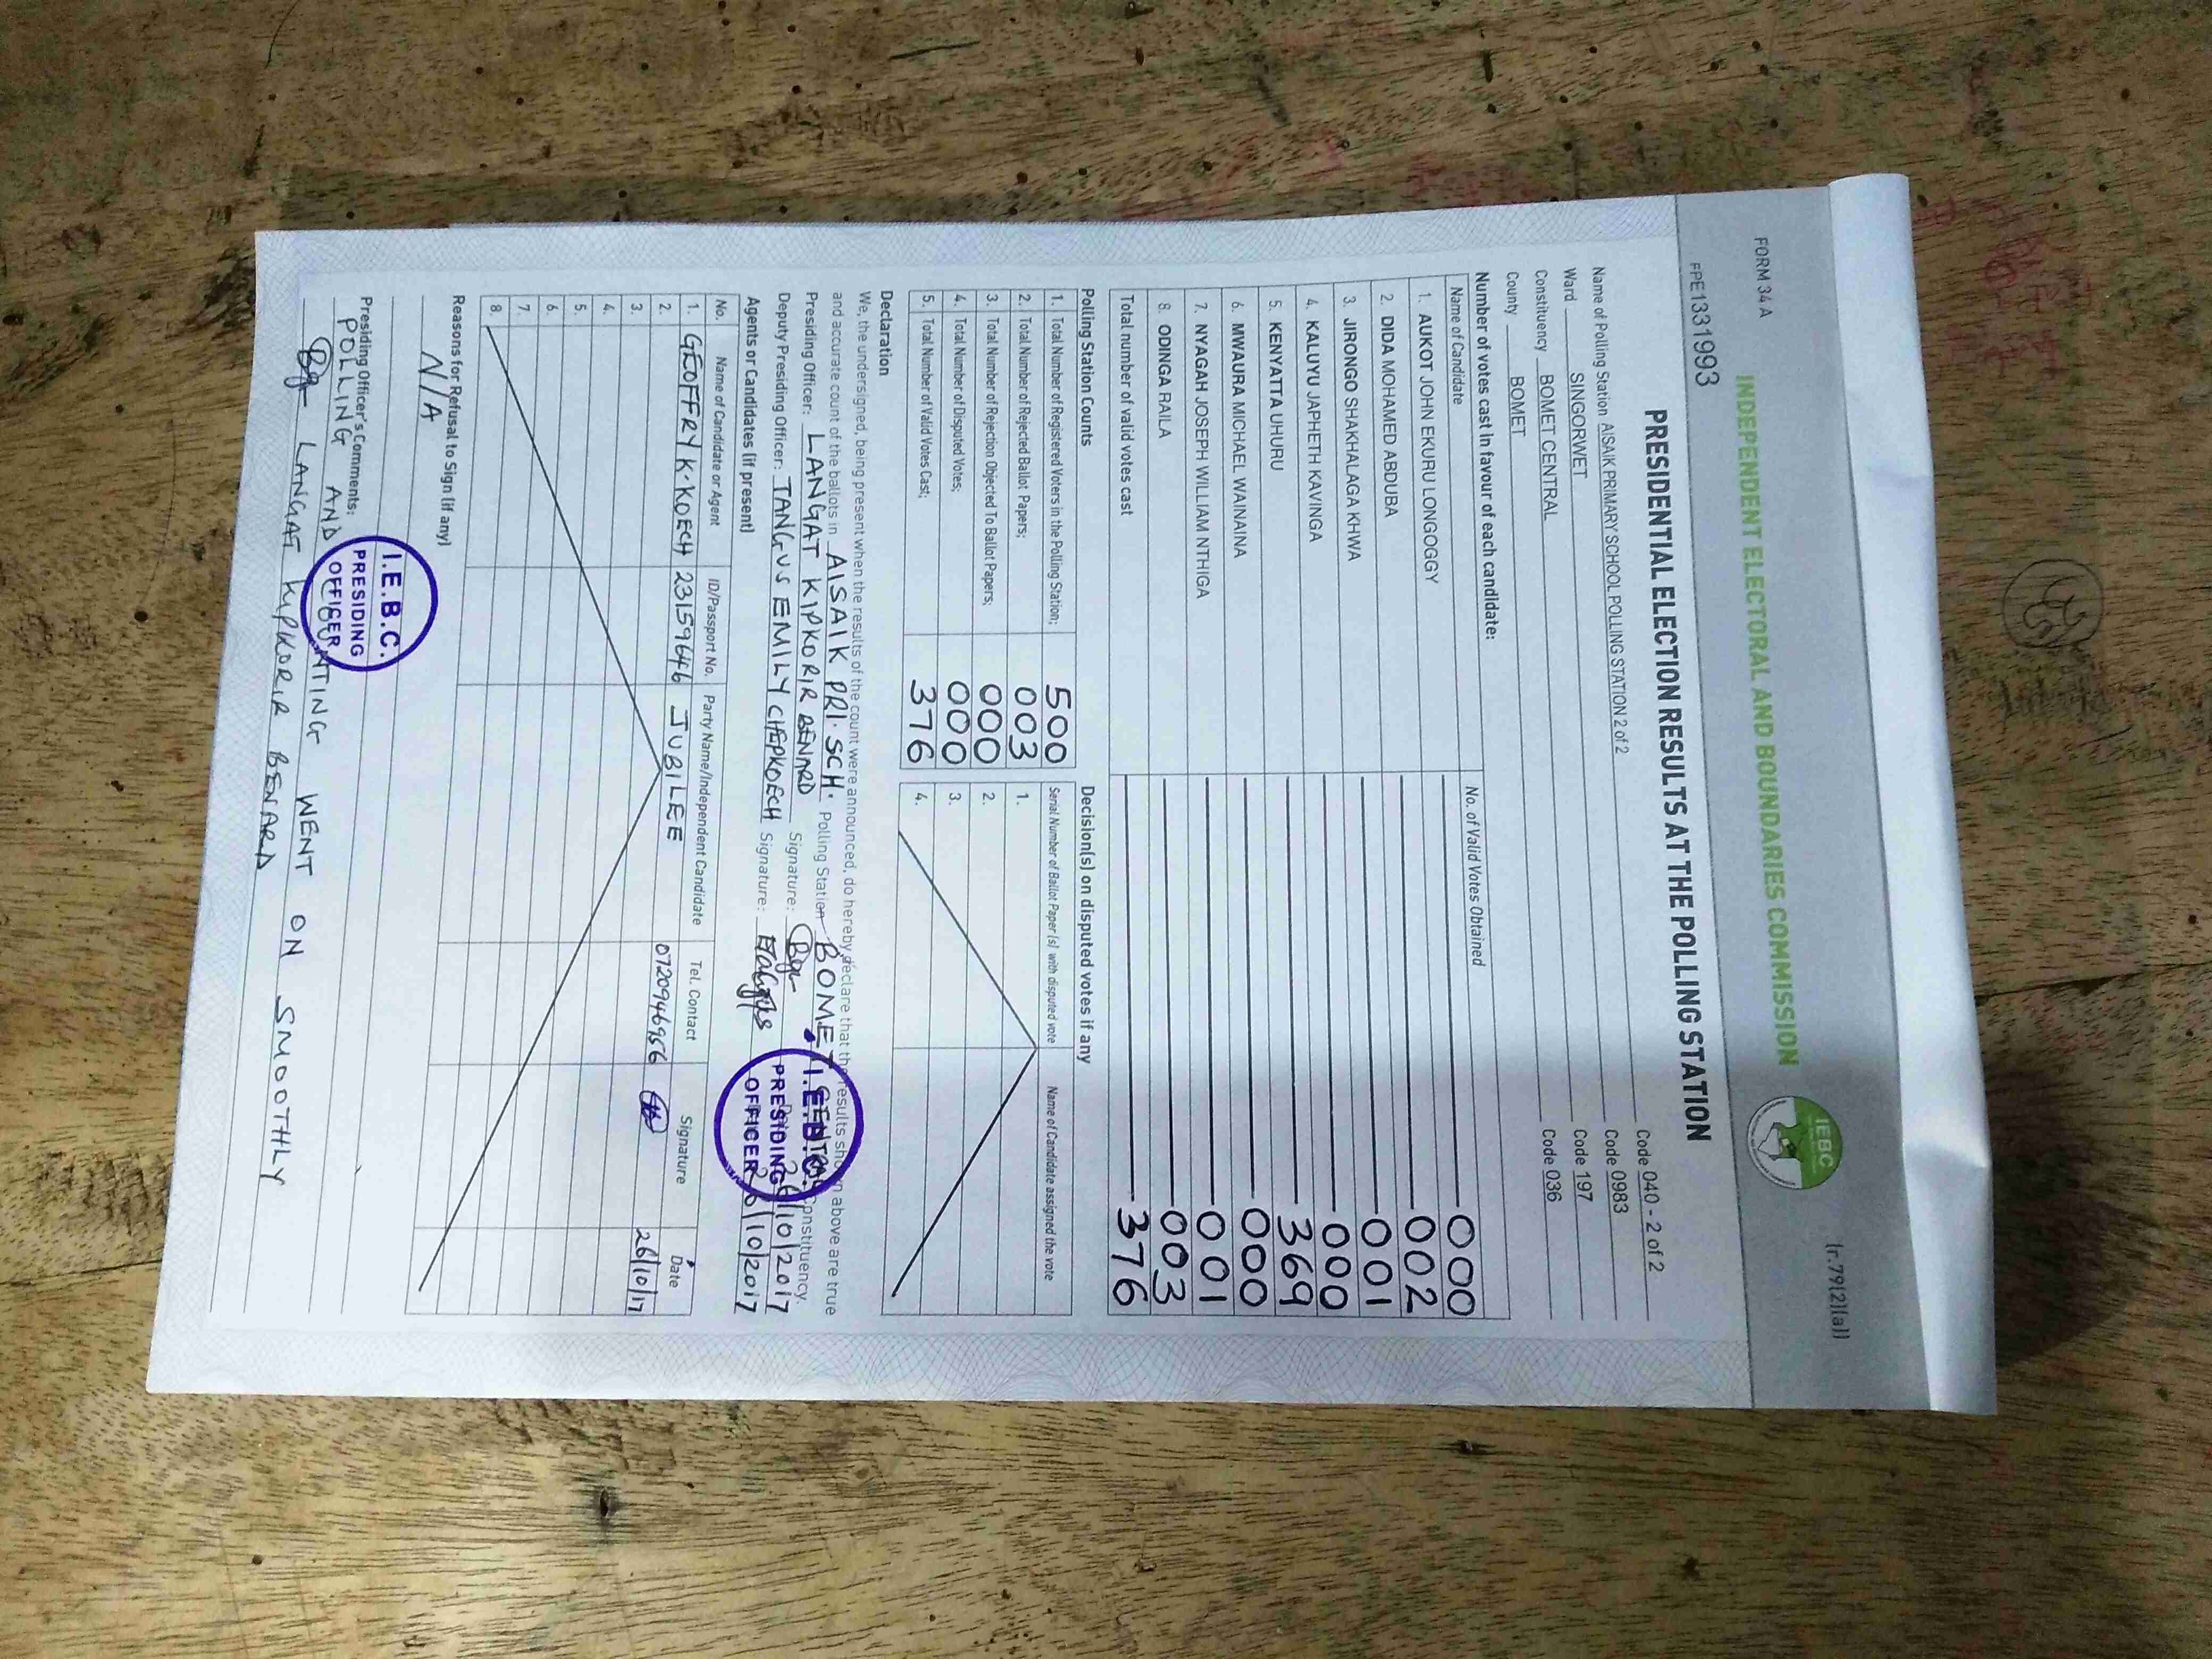 FORM 34 A
(r.79(2)(a))
INDEPENDENT ELECTORAL AND BOUNDARIES COMMISSION
IEBC
FPE1331993
PRESIDENTIAL ELECTION RESULTS AT THE POLLING STATION
Name of Polling Station AISAIK PRIMARY SCHOOL POLLING STATION 2 of 2 Code 040 - 2 of 2
Ward SINGORWET Code 0983
Constituency BOMET CENTRAL Code 197
County BOMET Code 036
Number of votes cast in favour of each candidate:
Name of Candidate No. of Valid Votes Obtained
1. AUKOT JOHN EKURU LONGOGGY 000
2. DIDA MOHAMED ABDUBA 002
3. JIRONGO SHAKHALAGA KHWA 001
4. KALUYU JAPHETH KAVINGA 000
5. KENYATTA UHURU 369
6. MWAURA MICHAEL WAINAINA 000
7. NYAGAH JOSEPH WILLIAM NTHIGA 001
8. ODINGA RAILA 003
Total number of valid votes cast 376
Polling Station Counts
1. Total Number of Registered Voters in the Polling Station; 500
2. Total Number of Rejected Ballot Papers; 003
3. Total Number of Rejection Objected To Ballot Papers; 000
4. Total Number of Disputed Votes; 000
5. Total Number of Valid Votes Cast; 376
Decision(s) on disputed votes if any
Serial Number of Ballot Paper (s) with disputed vote Name of Candidate assigned the vote
1.
2.
3.
4.
Declaration
We, the undersigned, being present when the results of the count were announced, do hereby declare that the results shown above are true
and accurate count of the ballots in AISAIK PRI. SCH. Polling Station BOMET CENTRAL Constituency.
Presiding Officer: LANGAT KIPKORIR BENARD Signature: 26/10/2017
Deputy Presiding Officer: TANGUS EMILY CHEPKOECH Signature: 26/10/2017
I.E.B.C.
PRESIDING
OFFICER
Agents or Candidates (if present)
No. Name of Candidate or Agent ID/Passport No. Party Name/Independent Candidate Tel. Contact Signature Date
1. GEOFFRY K. KOECH 23159646 JUBILEE 0720946956 26/10/17
2.
3.
4.
5.
6.
7.
8.
Reasons for Refusal to Sign (if any)
N/A
I.E.B.C.
PRESIDING
OFFICER
Presiding Officer's Comments:
POLLING AND COUNTING WENT ON SMOOTHLY
LANGAT KIPKORIR BENARD